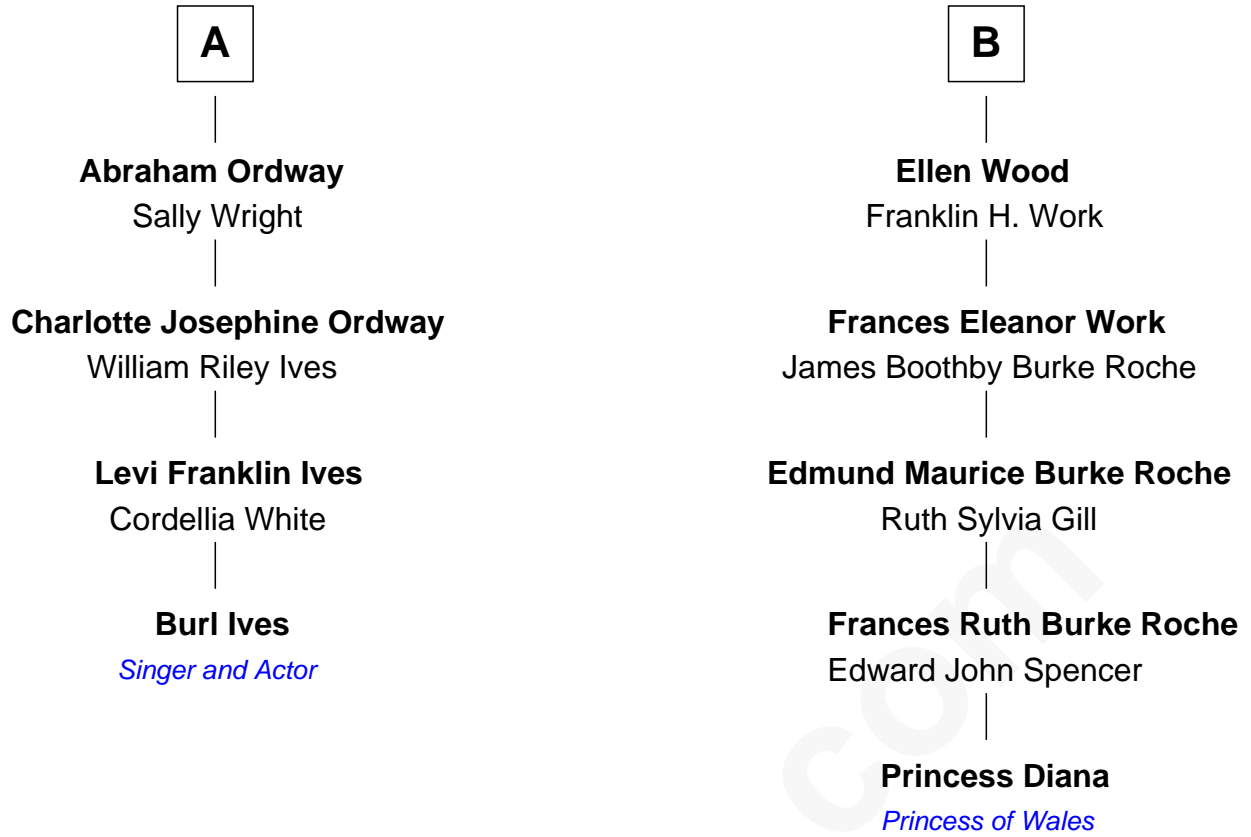 A
Abraham Ordway
Sally Wright
Charlotte Josephine Ordway
William Riley Ives
Levi Franklin Ives
Cordellia White
Burl Ives
Singer and Actor
B
Ellen Wood
Franklin H. Work
Frances Eleanor Work
James Boothby Burke Roche
Edmund Maurice Burke Roche
Ruth Sylvia Gill
Frances Ruth Burke Roche
Edward John Spencer
Princess Diana
Princess of Wales
com